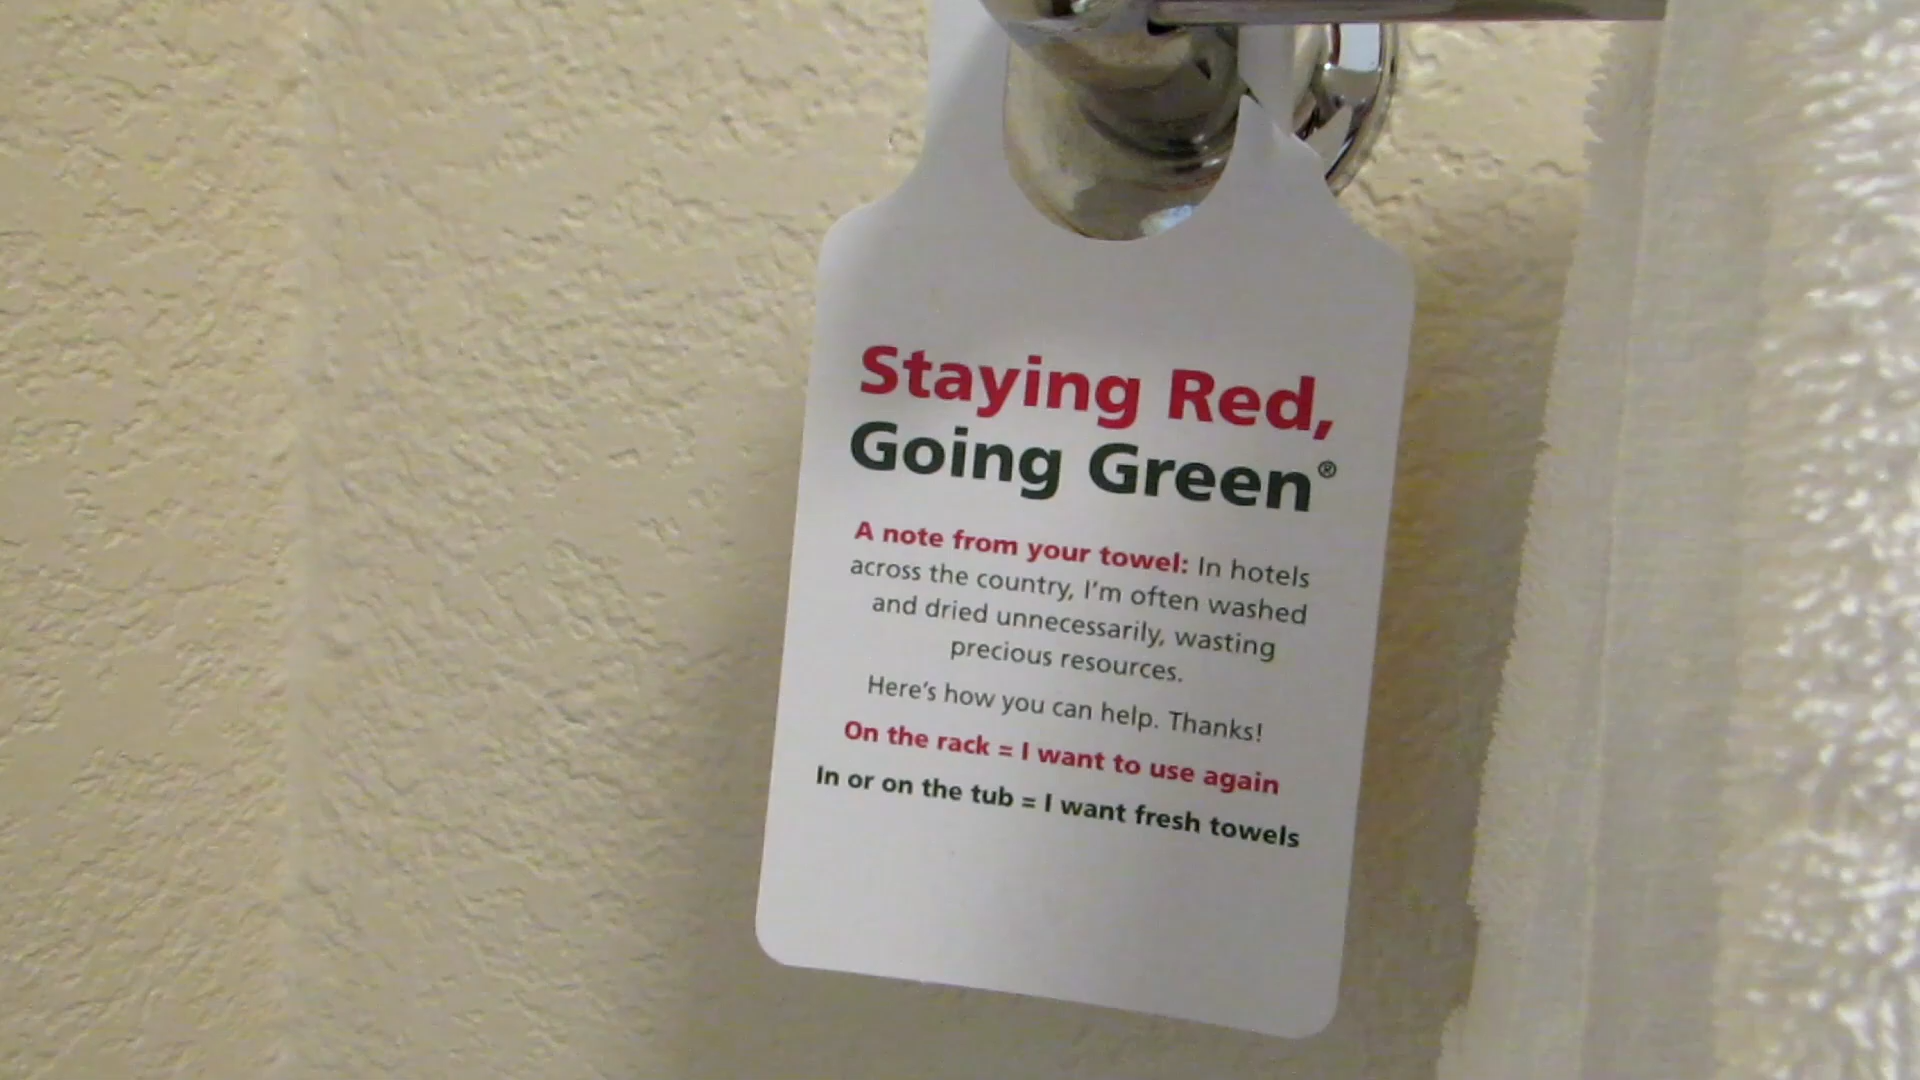 Staying Red,
Going Green®
A note from your towel: In hotels
across the country, I'm often washed
and dried unnecessarily, wasting
precious resources.
Here's how you can help. Thanks!
On the rack = I want to use again
In or on the tub = I want fresh towels